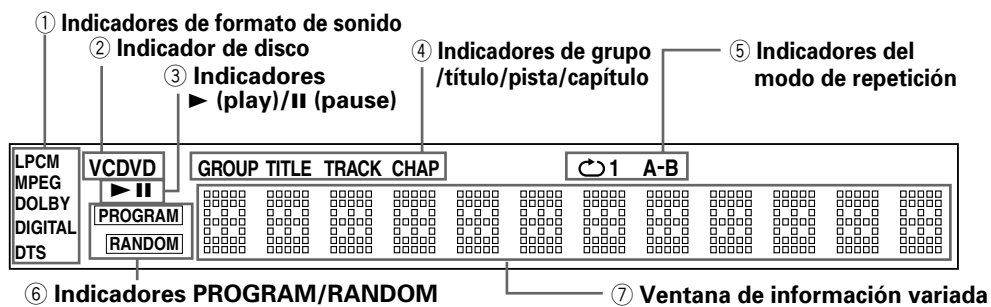 ① Indicadores de formato de sonido
② Indicador de disco
③ Indicadores
► (play)/II (pause)
④ Indicadores de grupo
/título/pista/capítulo
⑤ Indicadores del
modo de repetición
LPCM
MPEG
DOLBY
DIGITAL
DTS
VCDVD
► II
PROGRAM
RANDOM
GROUP TITLE TRACK CHAP
1 A-B
⑥ Indicadores PROGRAM/RANDOM
⑦ Ventana de información variada